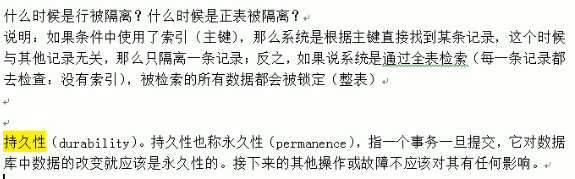 什么时候是行被隔离？什么时候是正表被隔离？
说明：如果条件中使用了索引（主键），那么系统是根据主键直接找到某条记录，这个时候
与其他记录无关，那么只隔离一条记录；反之，如果说系统是通过全表检索（每一条记录都
去检查：没有索引），被检索的所有数据都会被锁定（整表）
持久性（durability）。持久性也称永久性（permanence），指一个事务一旦提交，它对数据
库中数据的改变就应该是永久性的。接下来的其他操作或故障不应该对其有任何影响。